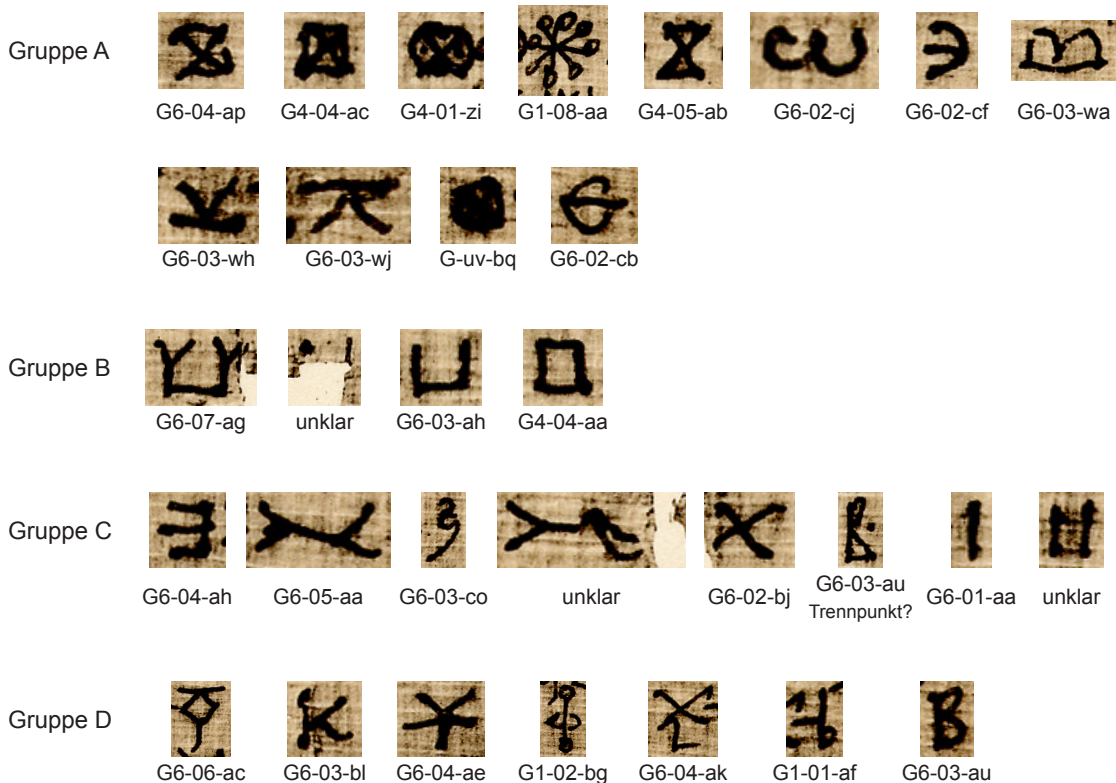 Gruppe A
G6-04-ap G4-04-ac G4-01-zi G1-08-aa G4-05-ab G6-02-cj G6-02-cf G6-03-wa
G6-03-wh G6-03-wj G-uv-bq G6-02-cb
Gruppe B
G6-07-ag unklar G6-03-ah G4-04-aa
Gruppe C
G6-04-ah G6-05-aa G6-03-co unklar G6-02-bj G6-03-au G6-01-aa unklar
Trennpunkt?
Gruppe D
G6-06-ac G6-03-bl G6-04-ae G1-02-bg G6-04-ak G1-01-af G6-03-au